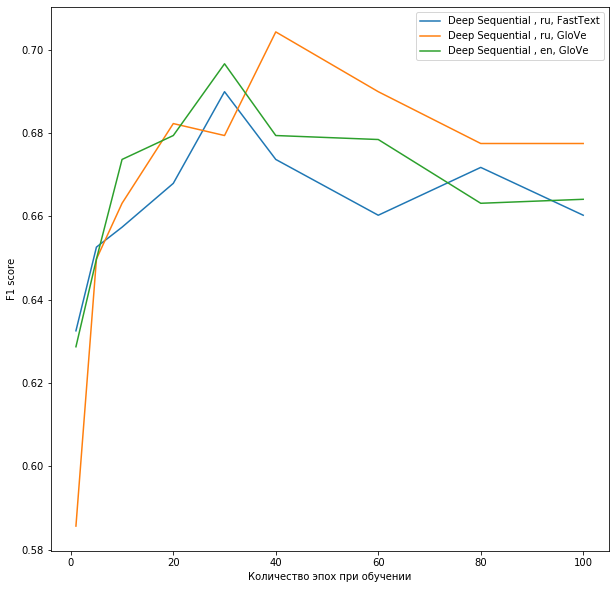 Deep Sequential , ru, FastText
Deep Sequential , ru, GloVe
Deep Sequential , en, GloVe
0.70
0.68
0.66
0.64
0.62
0.60
0.58
F1 score
0
20
40
60
80
100
Количество эпох при обучении